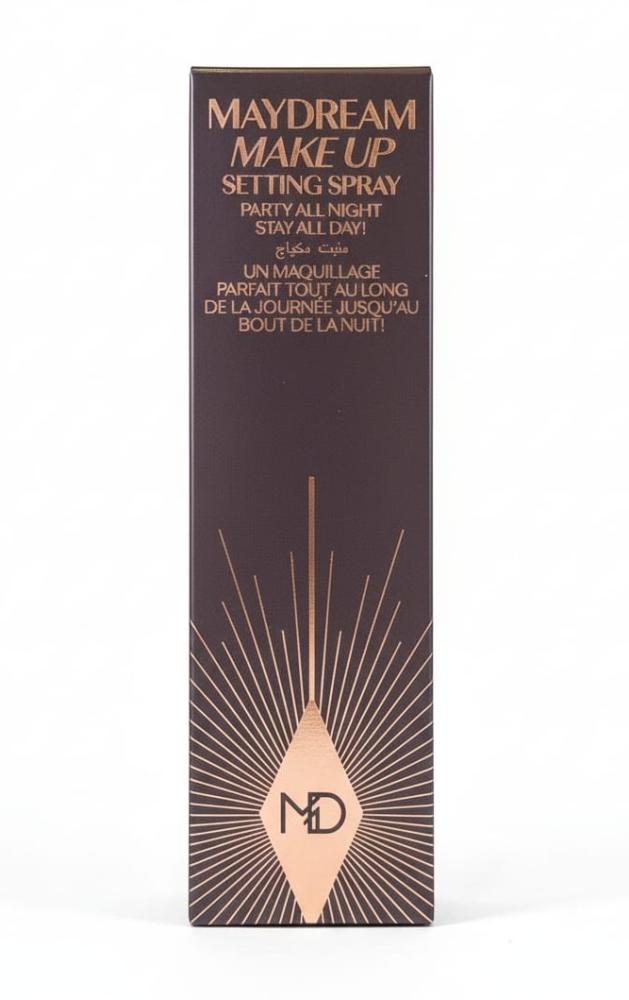 MAYDREAM
MAKE UP
SETTING SPRAY
PARTY ALL NIGHT
STAY ALL DAY!
مثبت مكياج
UN MAQUILLAGE
PARFAIT TOUT AU LONG
DE LA JOURNÉE JUSQU'AU
BOUT DE LA NUIT!
MD